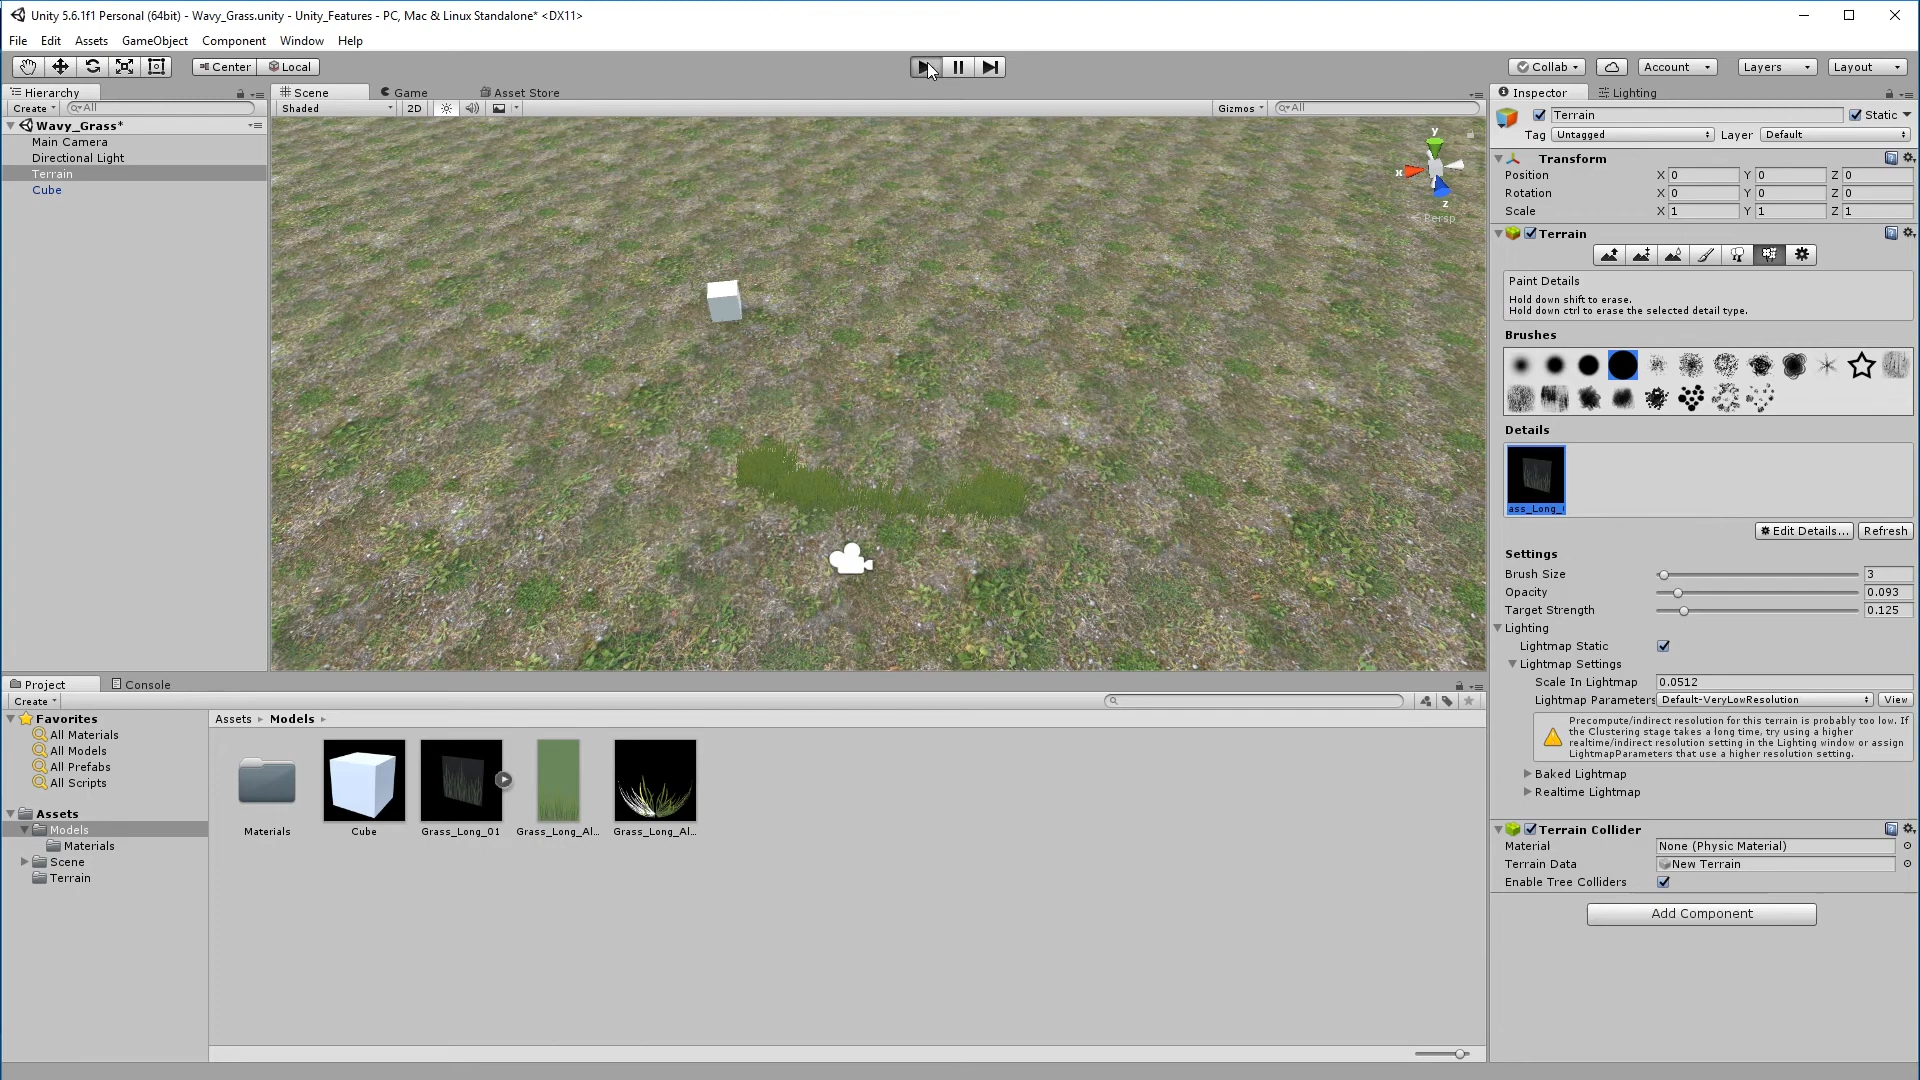 Unity 5.6.1f1 Personal (64bit) - Wavy_Grass.unity - Unity_Features - PC, Mac & Linux Standalone* <DX11>
File Edit Assets GameObject Component Window Help
Center Local Collab Account Layers Layout
Hierarchy
Create All
Wavy_Grass*
Main Camera
Directional Light
Terrain
Cube
Scene Game Asset Store
Shaded 2D Gizmos All
y
x
z
Persp
Inspector Lighting
Terrain Static
Tag Untagged Layer Default
Transform
Position X 0 Y 0 Z 0
Rotation X 0 Y 0 Z 0
Scale X 1 Y 1 Z 1
Terrain
Paint Details
Hold down shift to erase.
Hold down ctrl to erase the selected detail type.
Brushes
Details
ass_Long_(
Edit Details... Refresh
Settings
Brush Size 3
Opacity 0.093
Target Strength 0.125
Lighting
Lightmap Static
Lightmap Settings
Scale In Lightmap 0.0512
Lightmap Parameters Default-VeryLowResolution View
Precompute/indirect resolution for this terrain is probably too low. If
the Clustering stage takes a long time, try using a higher
realtime/indirect resolution setting in the Lighting window or assign
LightmapParameters that use a higher resolution setting.
Baked Lightmap
Realtime Lightmap
Terrain Collider
Material None (Physic Material)
Terrain Data New Terrain
Enable Tree Colliders
Add Component
Project Console
Create
Favorites
All Materials
All Models
All Prefabs
All Scripts
Assets
Models
Materials
Scene
Terrain
Assets Models
Materials Cube Grass_Long_01 Grass_Long_Al... Grass_Long_Al...